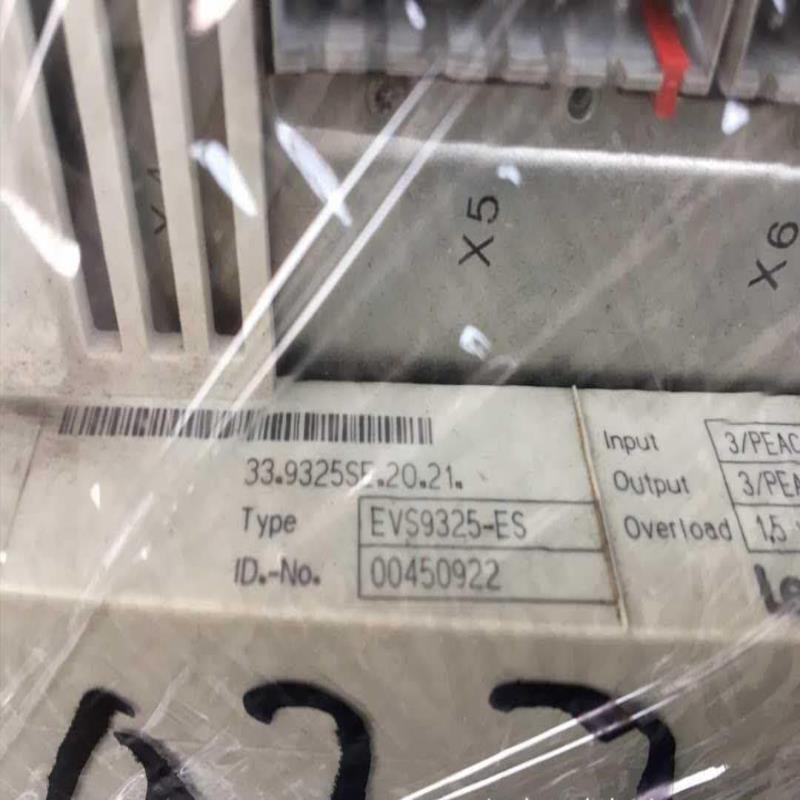 X5
X6
33.9325SE.20.21.
Type EVS9325-ES
ID.-No. 00450922
Input 3/PEAC
Output 3/PEA
Overload 1,5